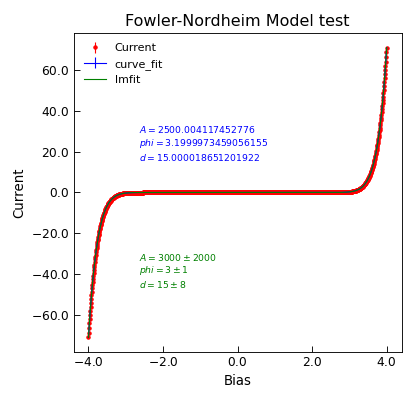 Fowler-Nordheim Model test
Current
curve_fit
lmfit
A = 2500.004117452776
phi = 3.1999973459056155
d = 15.000018651201922
A = 3000 ± 2000
phi = 3 ± 1
d = 15 ± 8
60.0
40.0
20.0
0.0
−20.0
−40.0
−60.0
Current
−4.0 −2.0 0.0 2.0 4.0
Bias